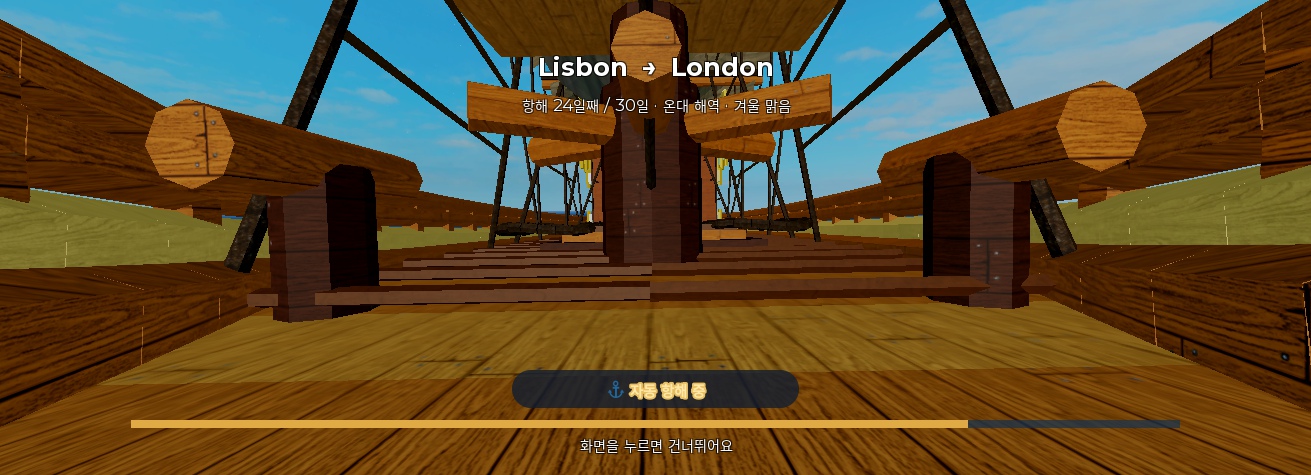 Lisbon → London
항해 24일째 / 30일 · 온대 해역 · 겨울 맑음
⚓ 자동 항해 중
화면을 누르면 건너뛰어요